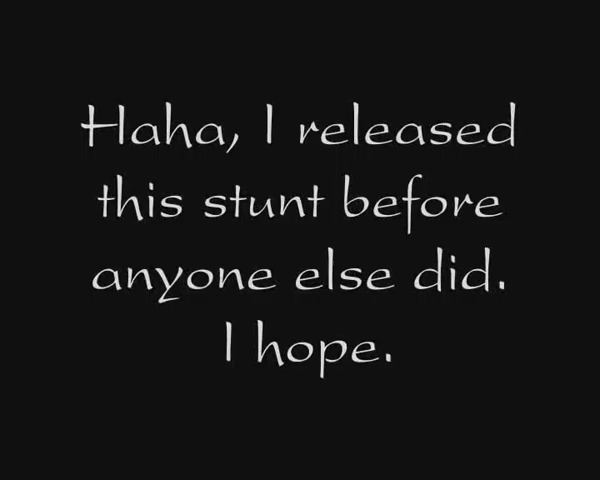 Haha, I released
this stunt before
anyone else did.
I hope.